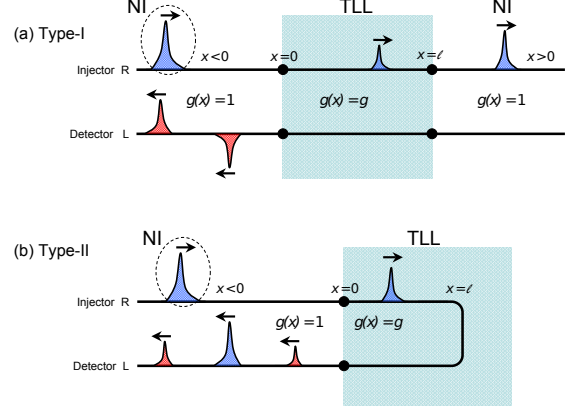 NI TLL NI
(a) Type-I
x<0 x=0 x=ℓ x>0
Injector R
g(x)=1 g(x)=g g(x)=1
Detector L
(b) Type-II
NI TLL
x<0 x=0 x=ℓ
Injector R
g(x)=1 g(x)=g
Detector L